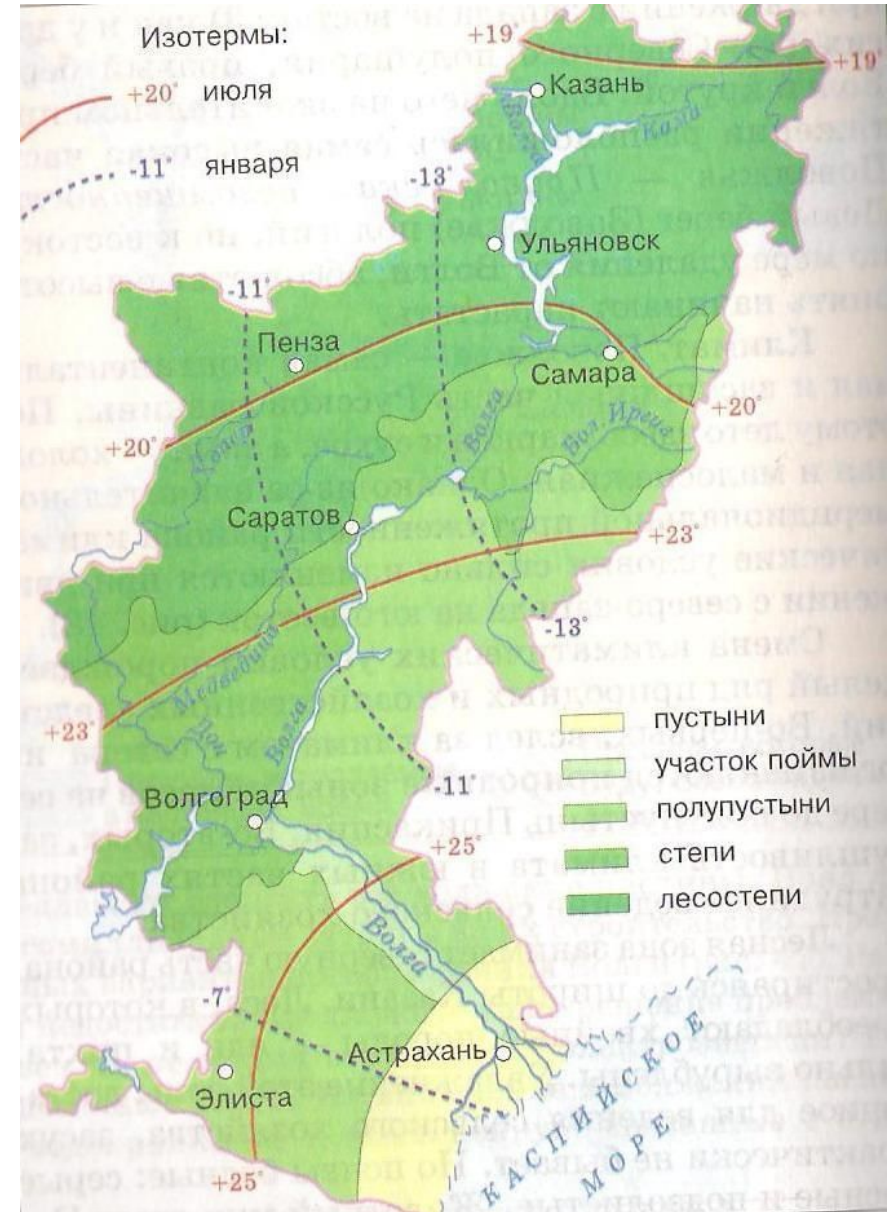 Изотермы:
+20° июля
-11° января
+19°
+19°
Казань
Волга
Кама
-13°
Ульяновск
-11°
Пенза
Самара
+20°
+20°
Хопёр
Волга
Бол. Иргиз
Саратов
+23°
-13°
Медведица
+23°
Дон
Волга
-11°
Волгоград
+25°
Волга
-7°
Астрахань
Элиста
+25°
КАСПИЙСКОЕ
МОРЕ
пустыни
участок поймы
полупустыни
степи
лесостепи